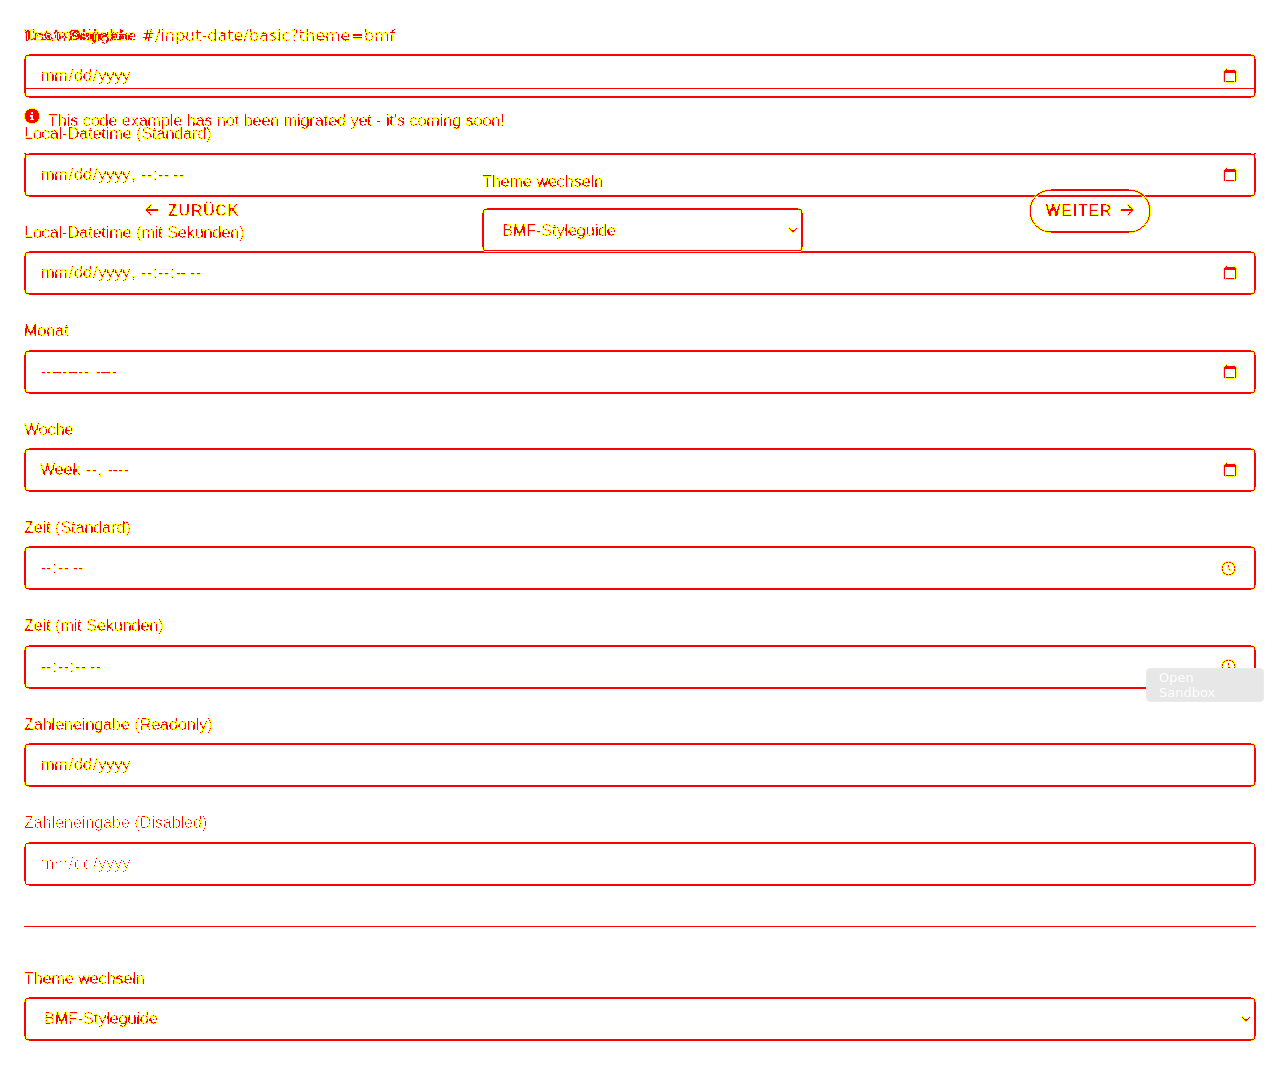 #/input-date/basic?theme=bmf
mm/dd/yyyy
This code example has not been migrated yet - it's coming soon!
Local-Datetime (Standard)
mm/dd/yyyy, --:-- --
Theme wechseln
← ZURÜCK
BMF-Styleguide
WEITER →
Local-Datetime (mit Sekunden)
mm/dd/yyyy, --:--:-- --
Monat
--------- ----
Woche
Week --, ----
Zeit (Standard)
--:-- --
Zeit (mit Sekunden)
--:--:-- --
Open
Sandbox
Zahleneingabe (Readonly)
mm/dd/yyyy
Zahleneingabe (Disabled)
mm/dd/yyyy
Theme wechseln
BMF-Styleguide